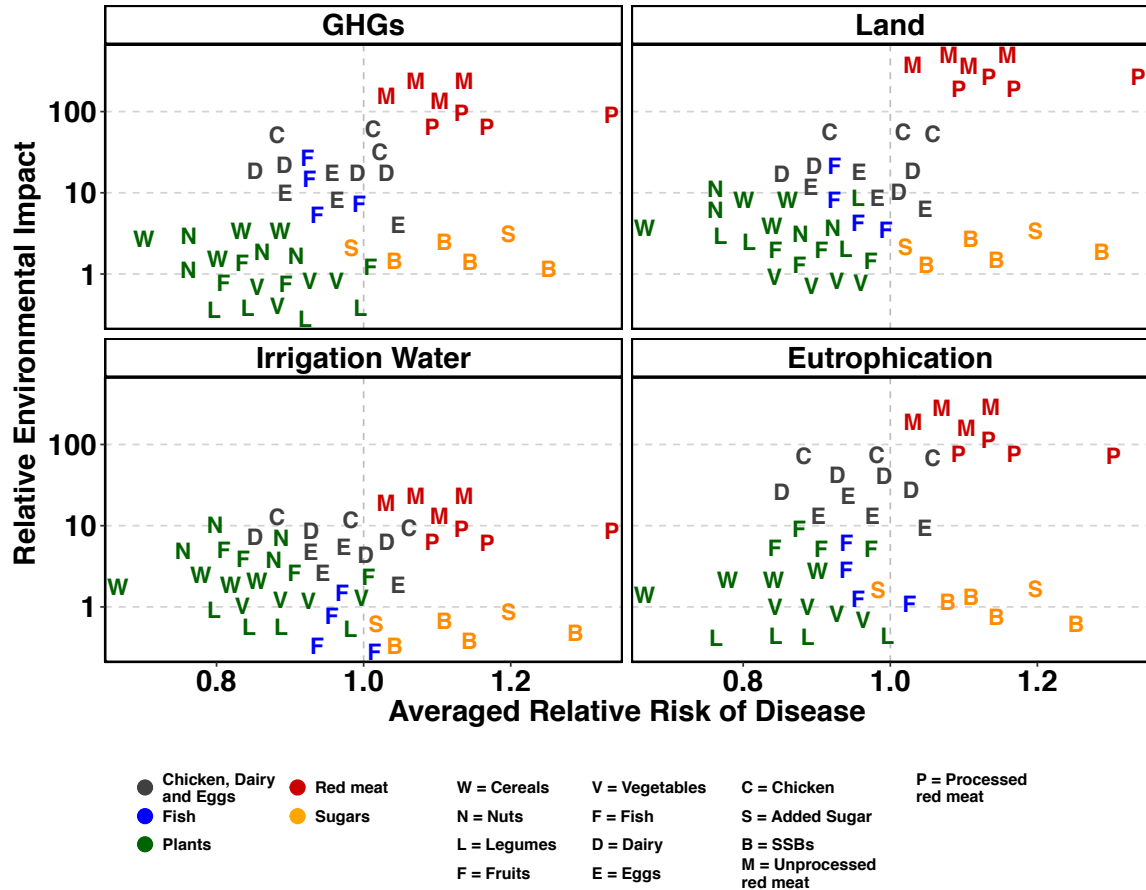 GHGs
Land
Irrigation Water
Eutrophication
Relative Environmental Impact
100
10
1
100
10
1
0.8
1.0
1.2
0.8
1.0
1.2
Averaged Relative Risk of Disease
Chicken, Dairy
and Eggs
Fish
Plants
Red meat
Sugars
W = Cereals
N = Nuts
L = Legumes
F = Fruits
V = Vegetables
F = Fish
D = Dairy
E = Eggs
C = Chicken
S = Added Sugar
B = SSBs
M = Unprocessed
red meat
P = Processed
red meat